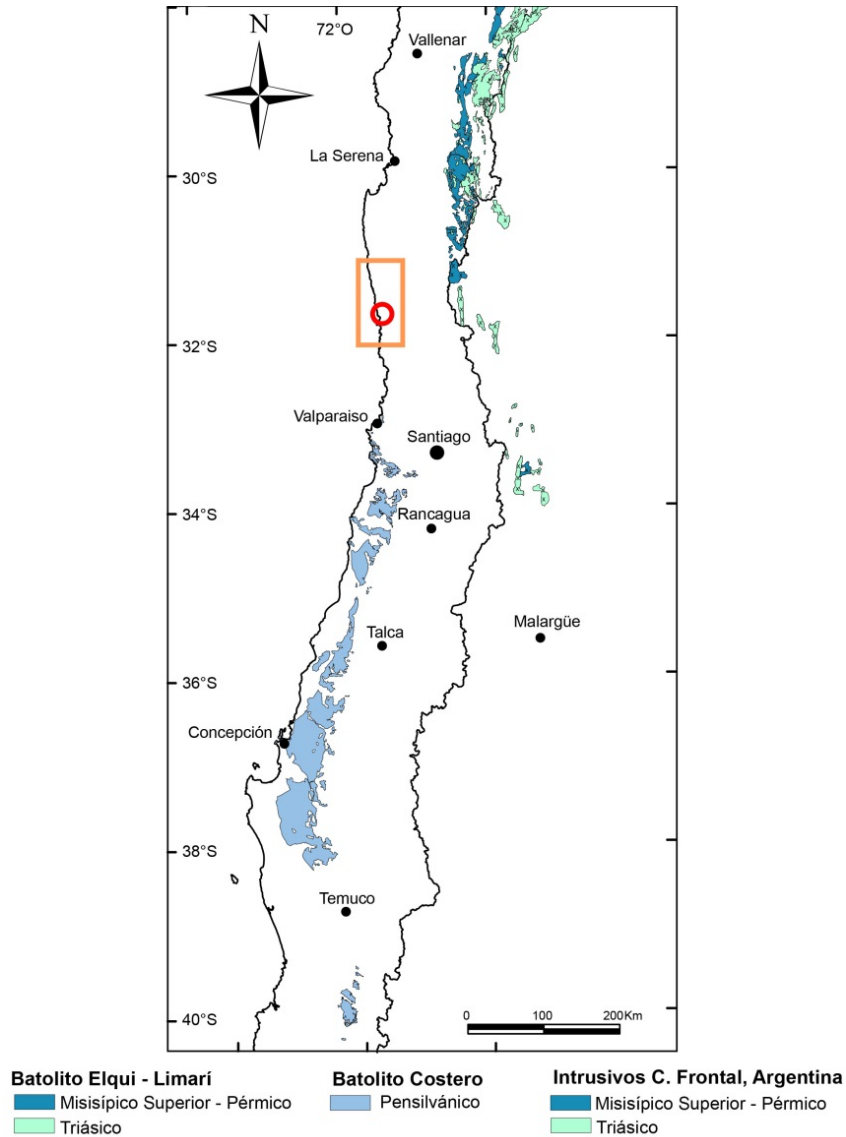 N
72°O
Vallenar
La Serena
30°S
32°S
Valparaiso
Santiago
34°S
Rancagua
Talca
Malargüe
36°S
Concepción
38°S
Temuco
0 100 200Km
40°S
Batolito Elqui - Limarí
Misisípico Superior - Pérmico
Triásico
Batolito Costero
Pensilvánico
Intrusivos C. Frontal, Argentina
Misisípico Superior - Pérmico
Triásico